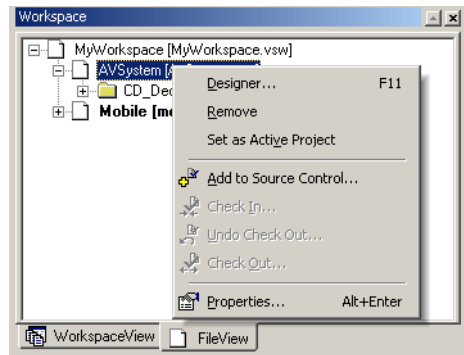 Workspace
MyWorkspace [MyWorkspace.vsw]
AVSystem
Designer... F11
Remove
Mobile
Set as Active Project
Add to Source Control...
Check In...
Undo Check Out...
Check Out...
Properties... Alt+Enter
WorkspaceView FileView